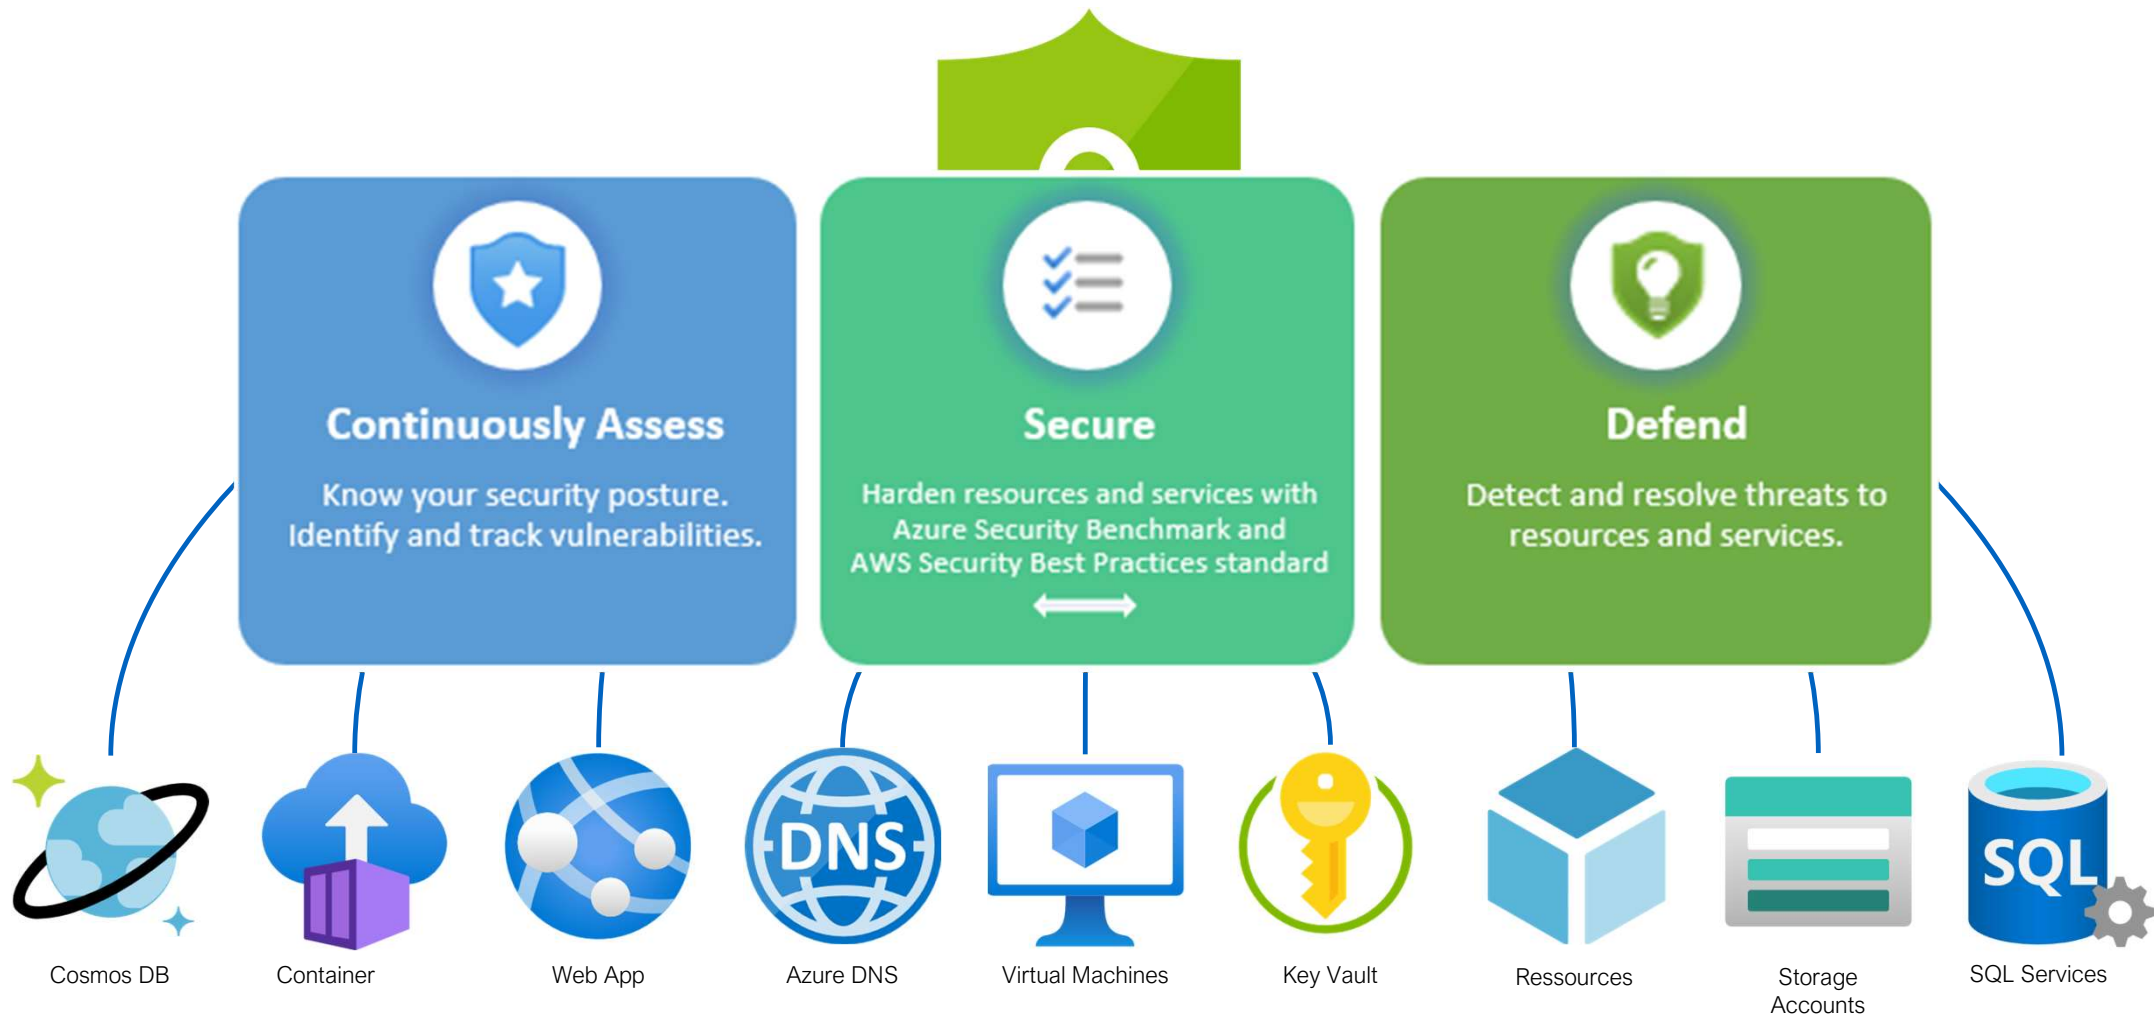 Continuously Assess
Know your security posture.
Identify and track vulnerabilities.
Secure
Harden resources and services with
Azure Security Benchmark and
AWS Security Best Practices standard
Defend
Detect and resolve threats to
resources and services.
DNS
SQL
Cosmos DB
Container
Web App
Azure DNS
Virtual Machines
Key Vault
Ressources
Storage
Accounts
SQL Services